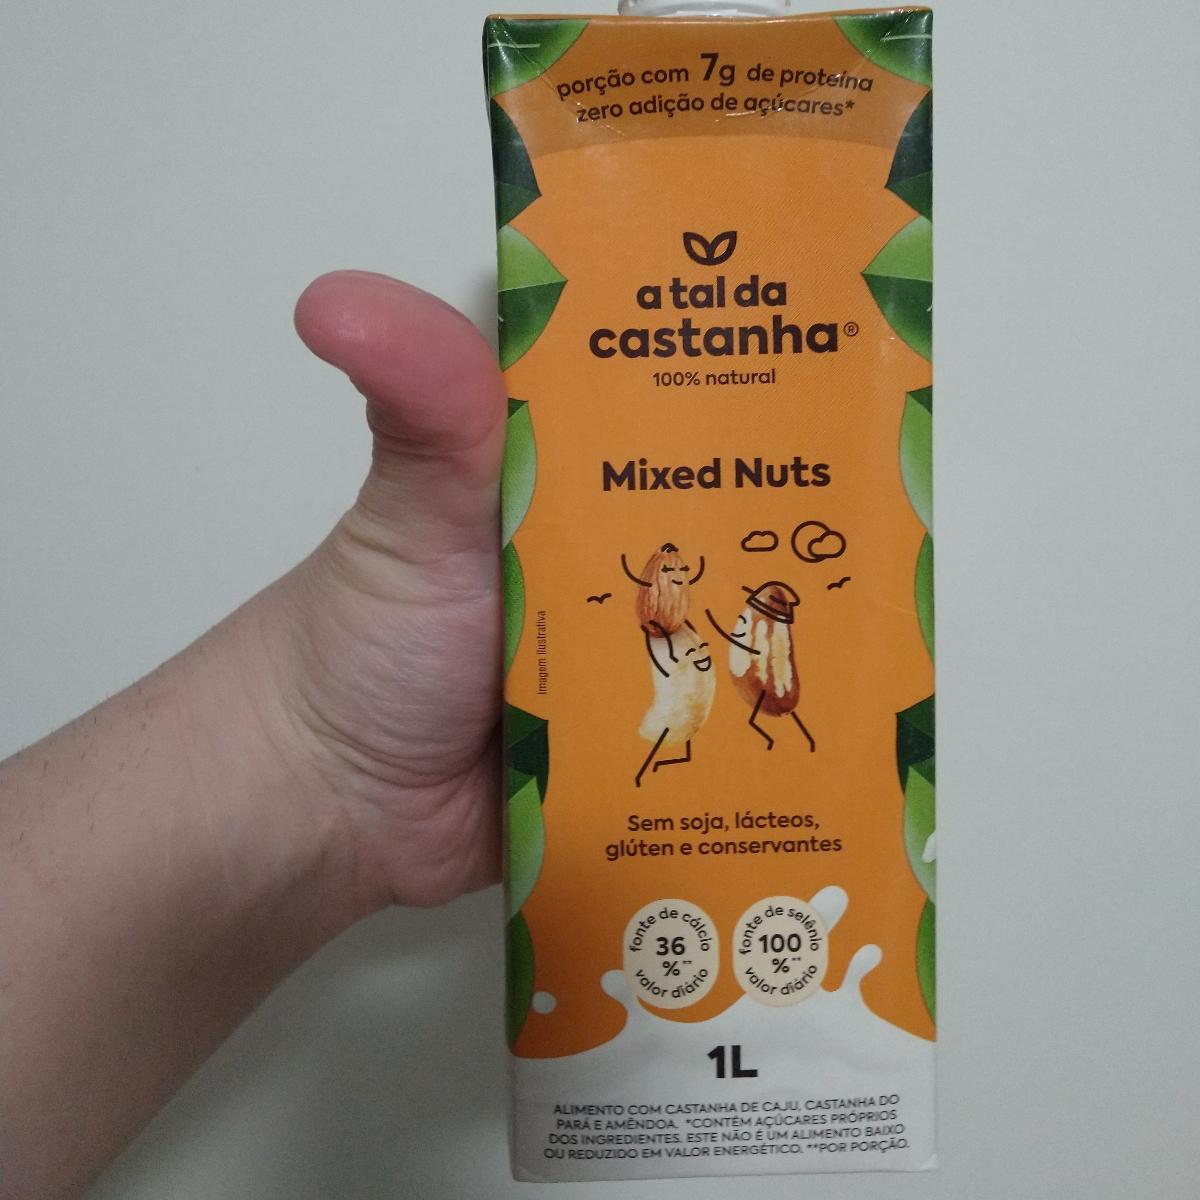 porção com 7g de proteína
zero adição de açúcares*
a tal da
castanha®
100% natural
Mixed Nuts
Imagem ilustrativa
Sem soja, lácteos,
glúten e conservantes
fonte de cálcio
36
%**
valor diário
fonte de selênio
100
%**
valor diário
1L
ALIMENTO COM CASTANHA DE CAJU, CASTANHA DO
PARÁ E AMÊNDOA. *CONTÉM AÇÚCARES PRÓPRIOS
DOS INGREDIENTES. ESTE NÃO É UM ALIMENTO BAIXO
OU REDUZIDO EM VALOR ENERGÉTICO. **POR PORÇÃO.